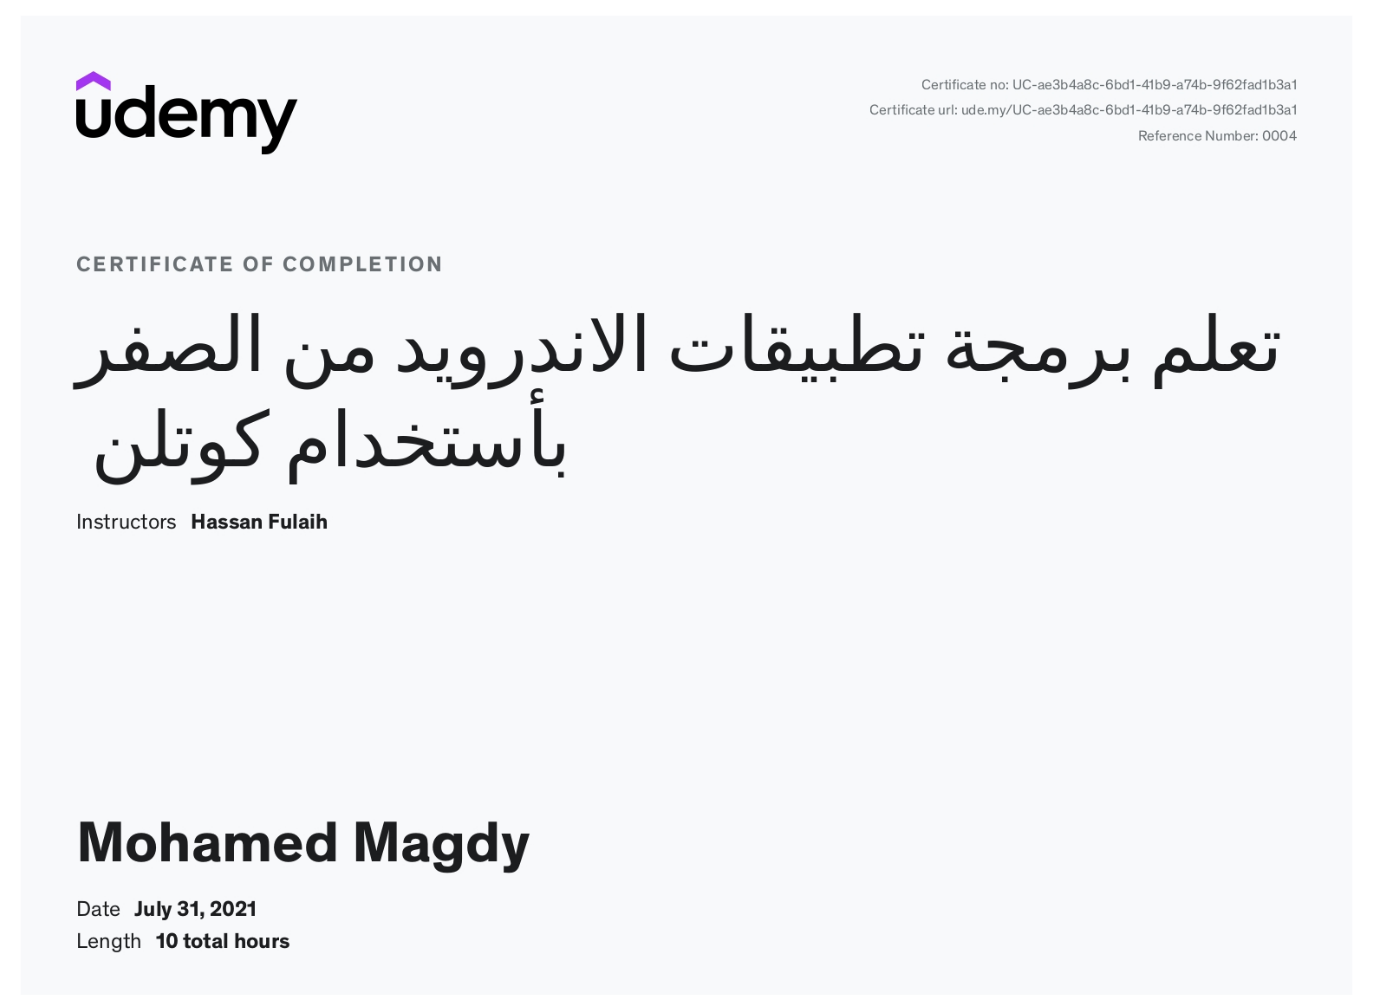 udemy
Certificate no: UC-ae3b4a8c-6bd1-41b9-a74b-9f62fad1b3a1
Certificate url: ude.my/UC-ae3b4a8c-6bd1-41b9-a74b-9f62fad1b3a1
Reference Number: 0004
CERTIFICATE OF COMPLETION
تعلم برمجة تطبيقات الاندرويد من الصفر
بأستخدام كوتلن
Instructors Hassan Fulaih
Mohamed Magdy
Date July 31, 2021
Length 10 total hours